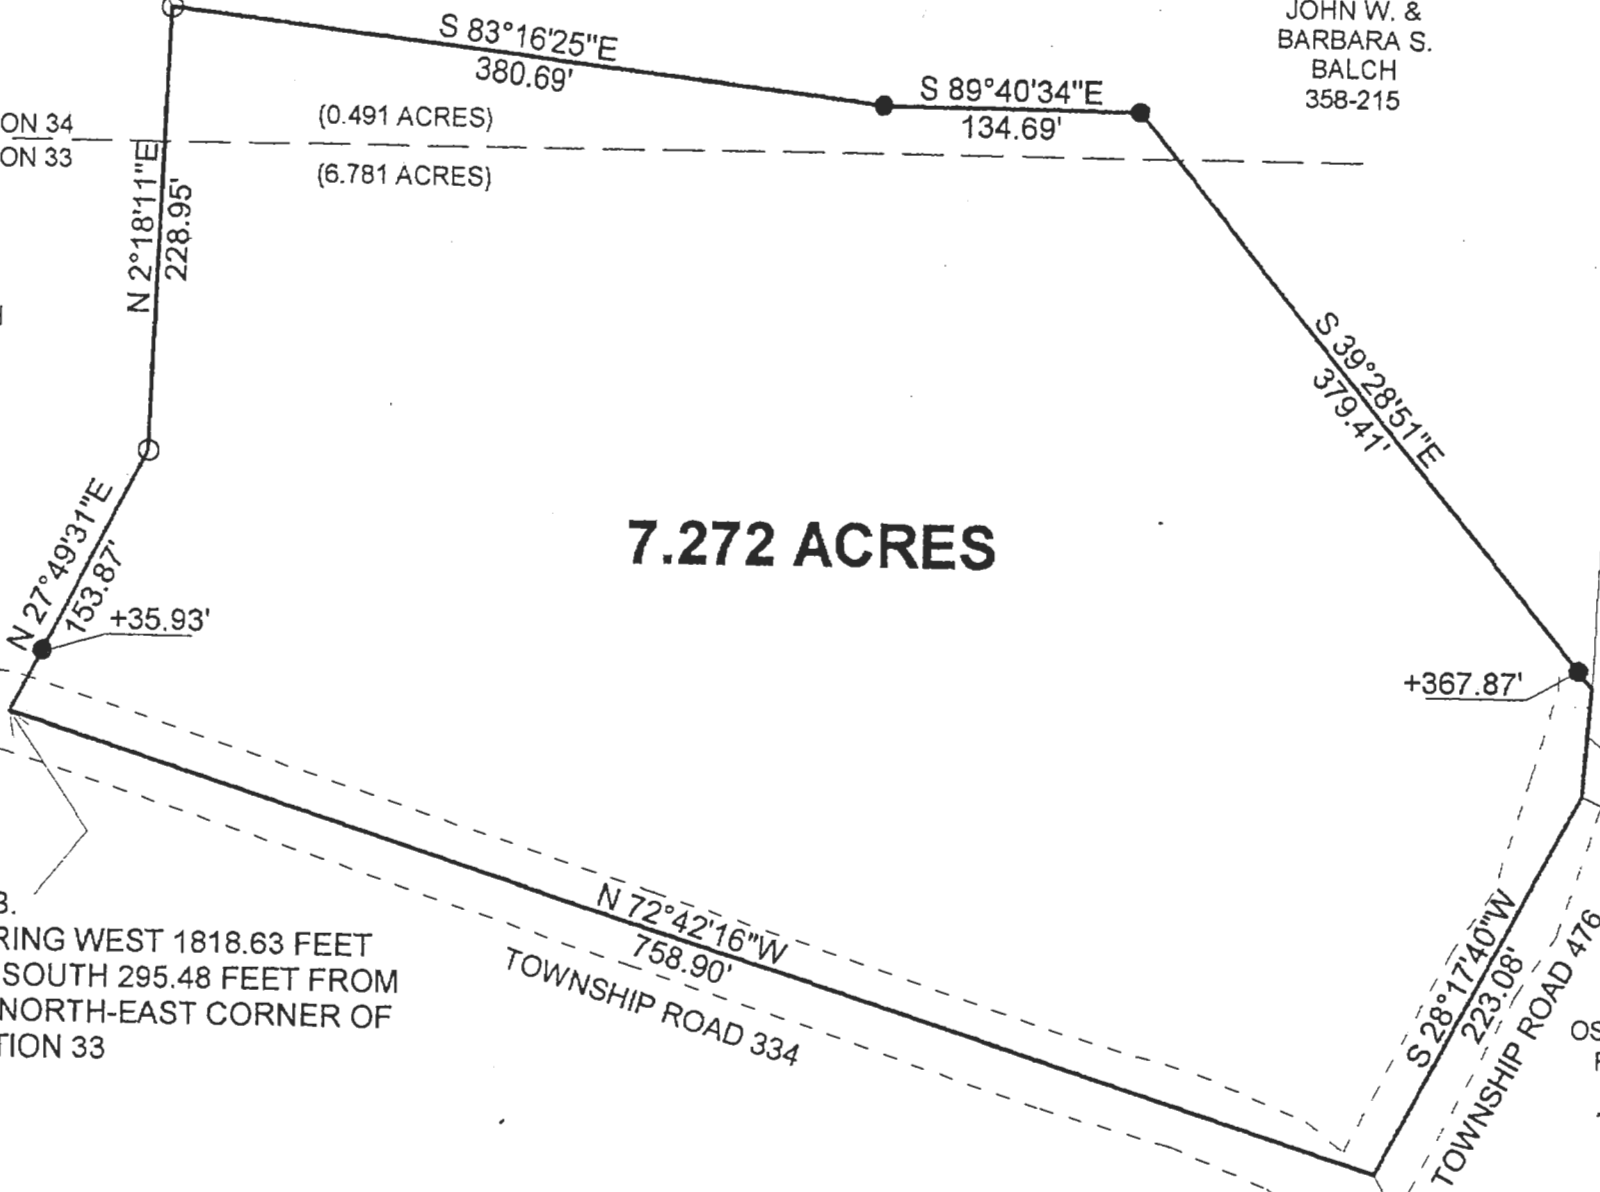 S 83°16'25"E
380.69'
S 89°40'34"E
134.69'
JOHN W. &
BARBARA S.
BALCH
358-215
ON 34
ON 33
(0.491 ACRES)
(6.781 ACRES)
N 2°18'11"E
228.95'
S 39°28'51"E
379.41'
7.272 ACRES
N 27°49'31"E
153.87'
+35.93'
+367.87'
N 72°42'16"W
758.90'
TOWNSHIP ROAD 334
S 28°17'40"W
223.08'
TOWNSHIP ROAD 476
RING WEST 1818.63 FEET
SOUTH 295.48 FEET FROM
NORTH-EAST CORNER OF
TION 33
OS